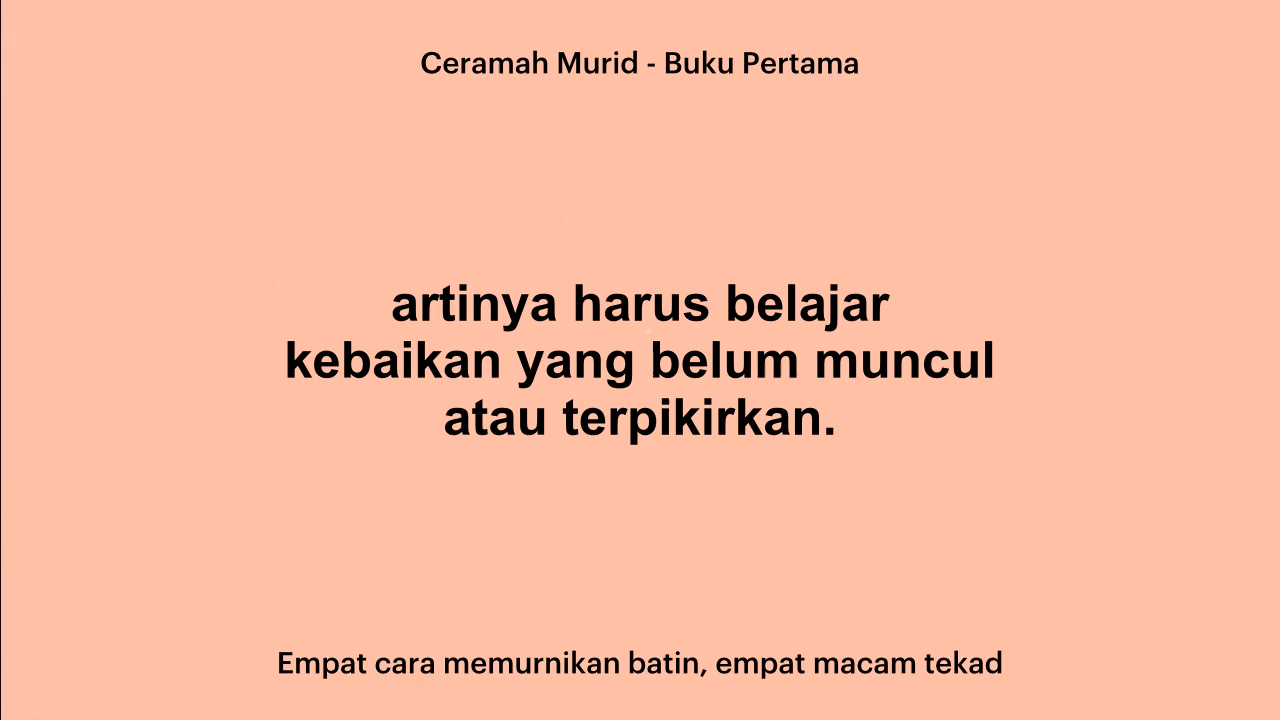 Ceramah Murid - Buku Pertama
artinya harus belajar
kebaikan yang belum muncul
atau terpikirkan.
Empat cara memurnikan batin, empat macam tekad